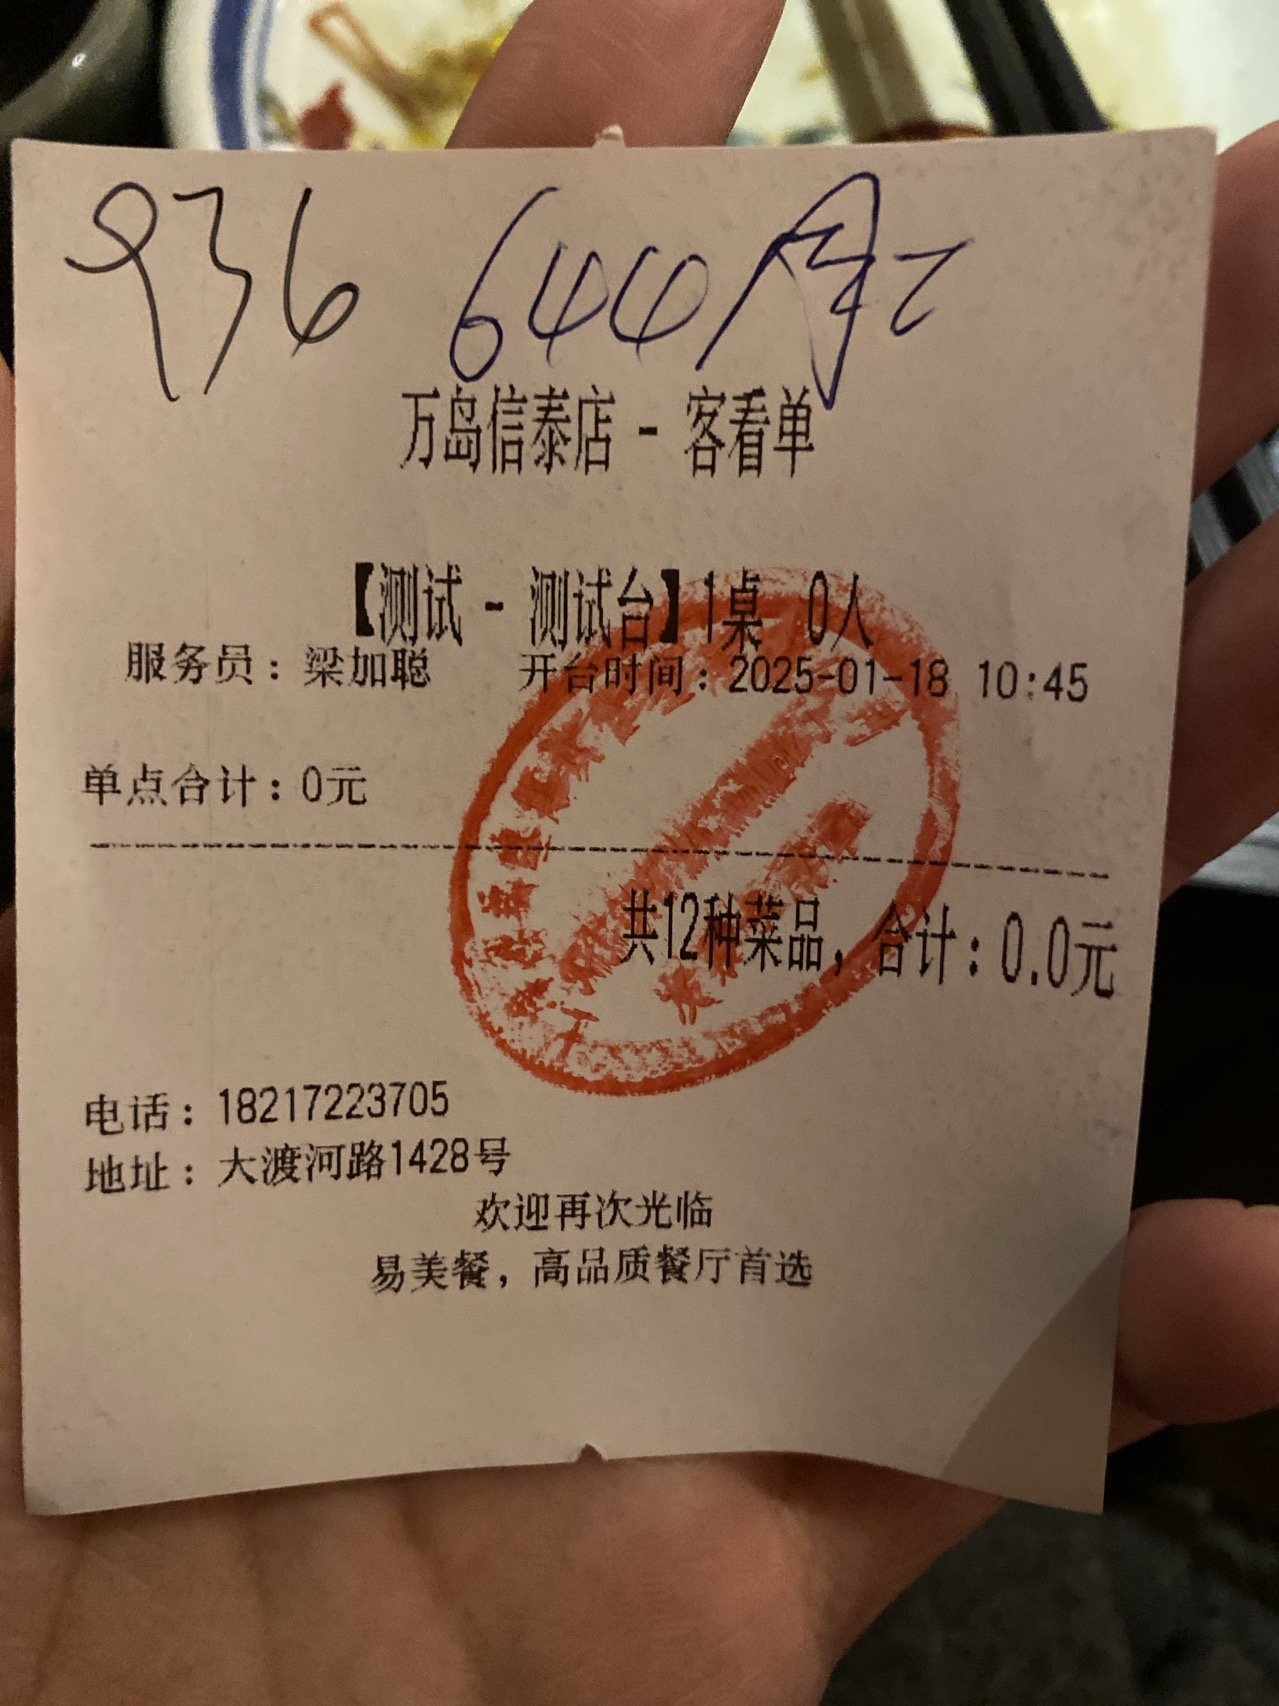 936 644
万岛信泰店 - 客看单
【测试 - 测试台】1桌 0人
服务员：梁加聪 开台时间：2025-01-18 10:45
单点合计：0元
共12种菜品，合计：0.0元
电话：18217223705
地址：大渡河路1428号
欢迎再次光临
易美餐，高品质餐厅首选